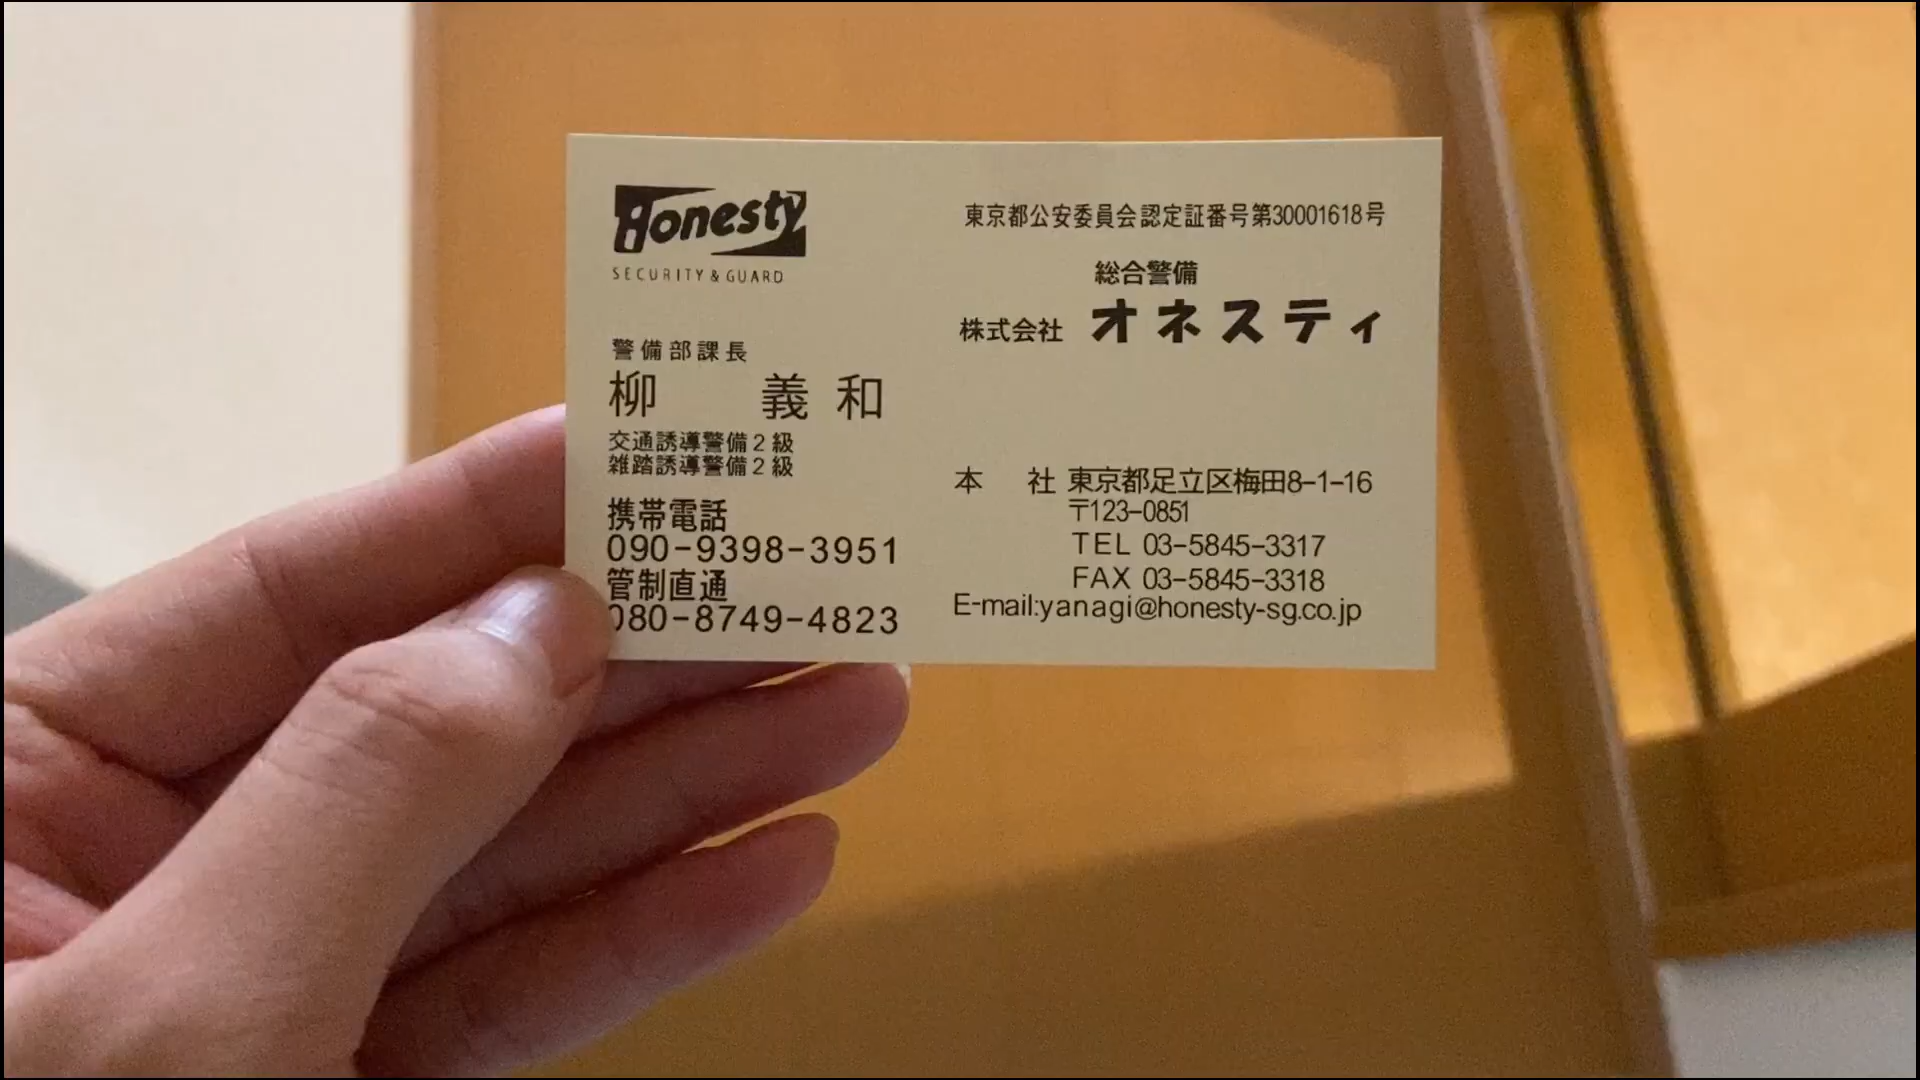 Honesty
SECURITY & GUARD
東京都公安委員会認定証番号第30001618号
総合警備
株式会社 オネスティ
警備部課長
柳 義和
交通誘導警備2級
雑踏誘導警備2級
携帯電話
090-9398-3951
管制直通
080-8749-4823
本 社 東京都足立区梅田8-1-16
〒123-0851
TEL 03-5845-3317
FAX 03-5845-3318
E-mail:yanagi@honesty-sg.co.jp